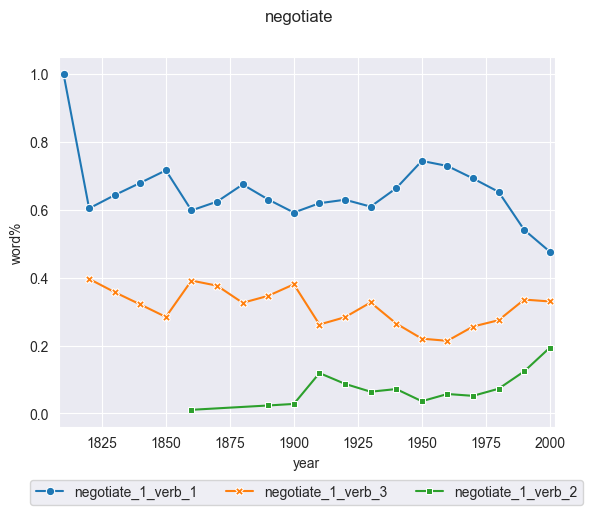 negotiate
1.0
0.8
0.6
0.4
0.2
0.0
word%
1825 1850 1875 1900 1925 1950 1975 2000
year
negotiate_1_verb_1 negotiate_1_verb_3 negotiate_1_verb_2